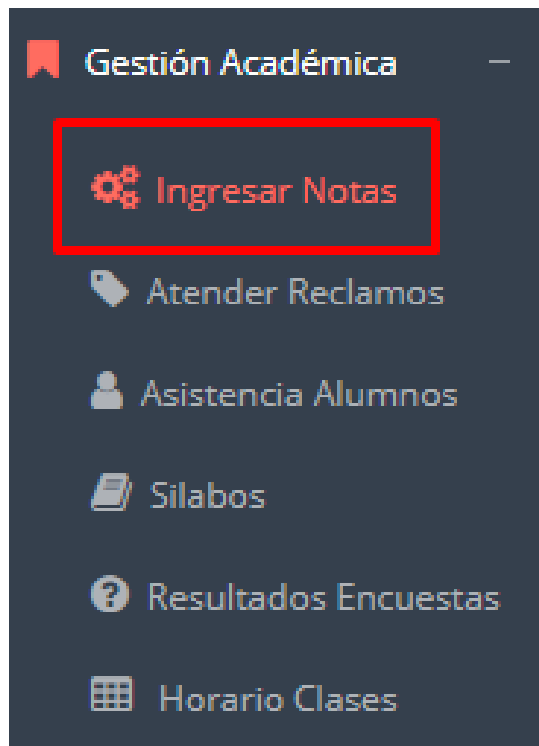 Gestión Académica
Ingresar Notas
Atender Reclamos
Asistencia Alumnos
Silabos
Resultados Encuestas
Horario Clases